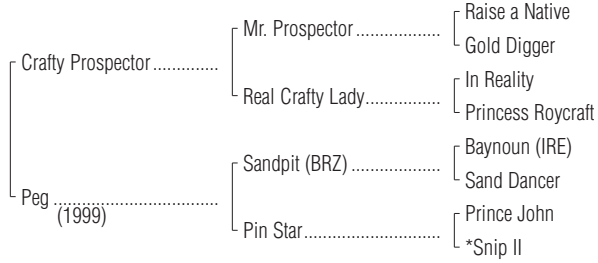 Raise a Native
Mr. Prospector
Gold Digger
Crafty Prospector
In Reality
Real Crafty Lady
Princess Roycraft
Baynoun (IRE)
Sandpit (BRZ)
Sand Dancer
Peg
(1999)
Prince John
Pin Star
*Snip II